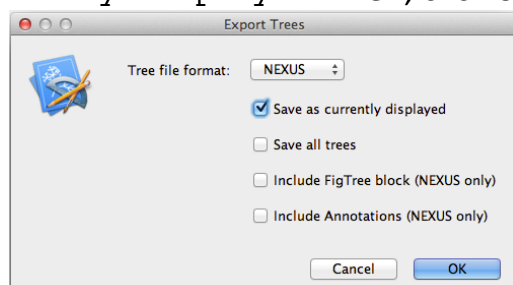 Export Trees
Tree file format: NEXUS
Save as currently displayed
Save all trees
Include FigTree block (NEXUS only)
Include Annotations (NEXUS only)
Cancel OK